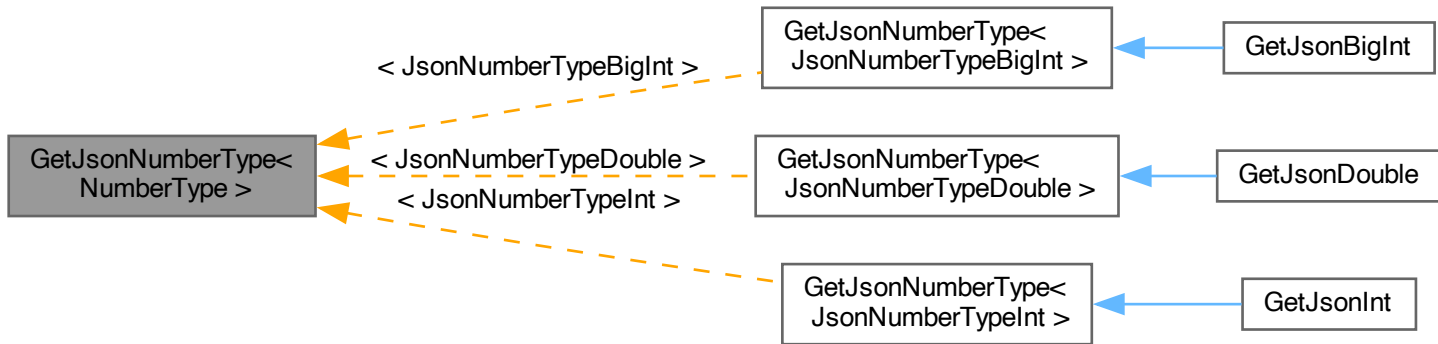 GetJsonNumberType<
NumberType >
< JsonNumberTypeBigInt >
< JsonNumberTypeDouble >
< JsonNumberTypeInt >
GetJsonNumberType<
JsonNumberTypeBigInt >
GetJsonBigInt
GetJsonNumberType<
JsonNumberTypeDouble >
GetJsonDouble
GetJsonNumberType<
JsonNumberTypeInt >
GetJsonInt